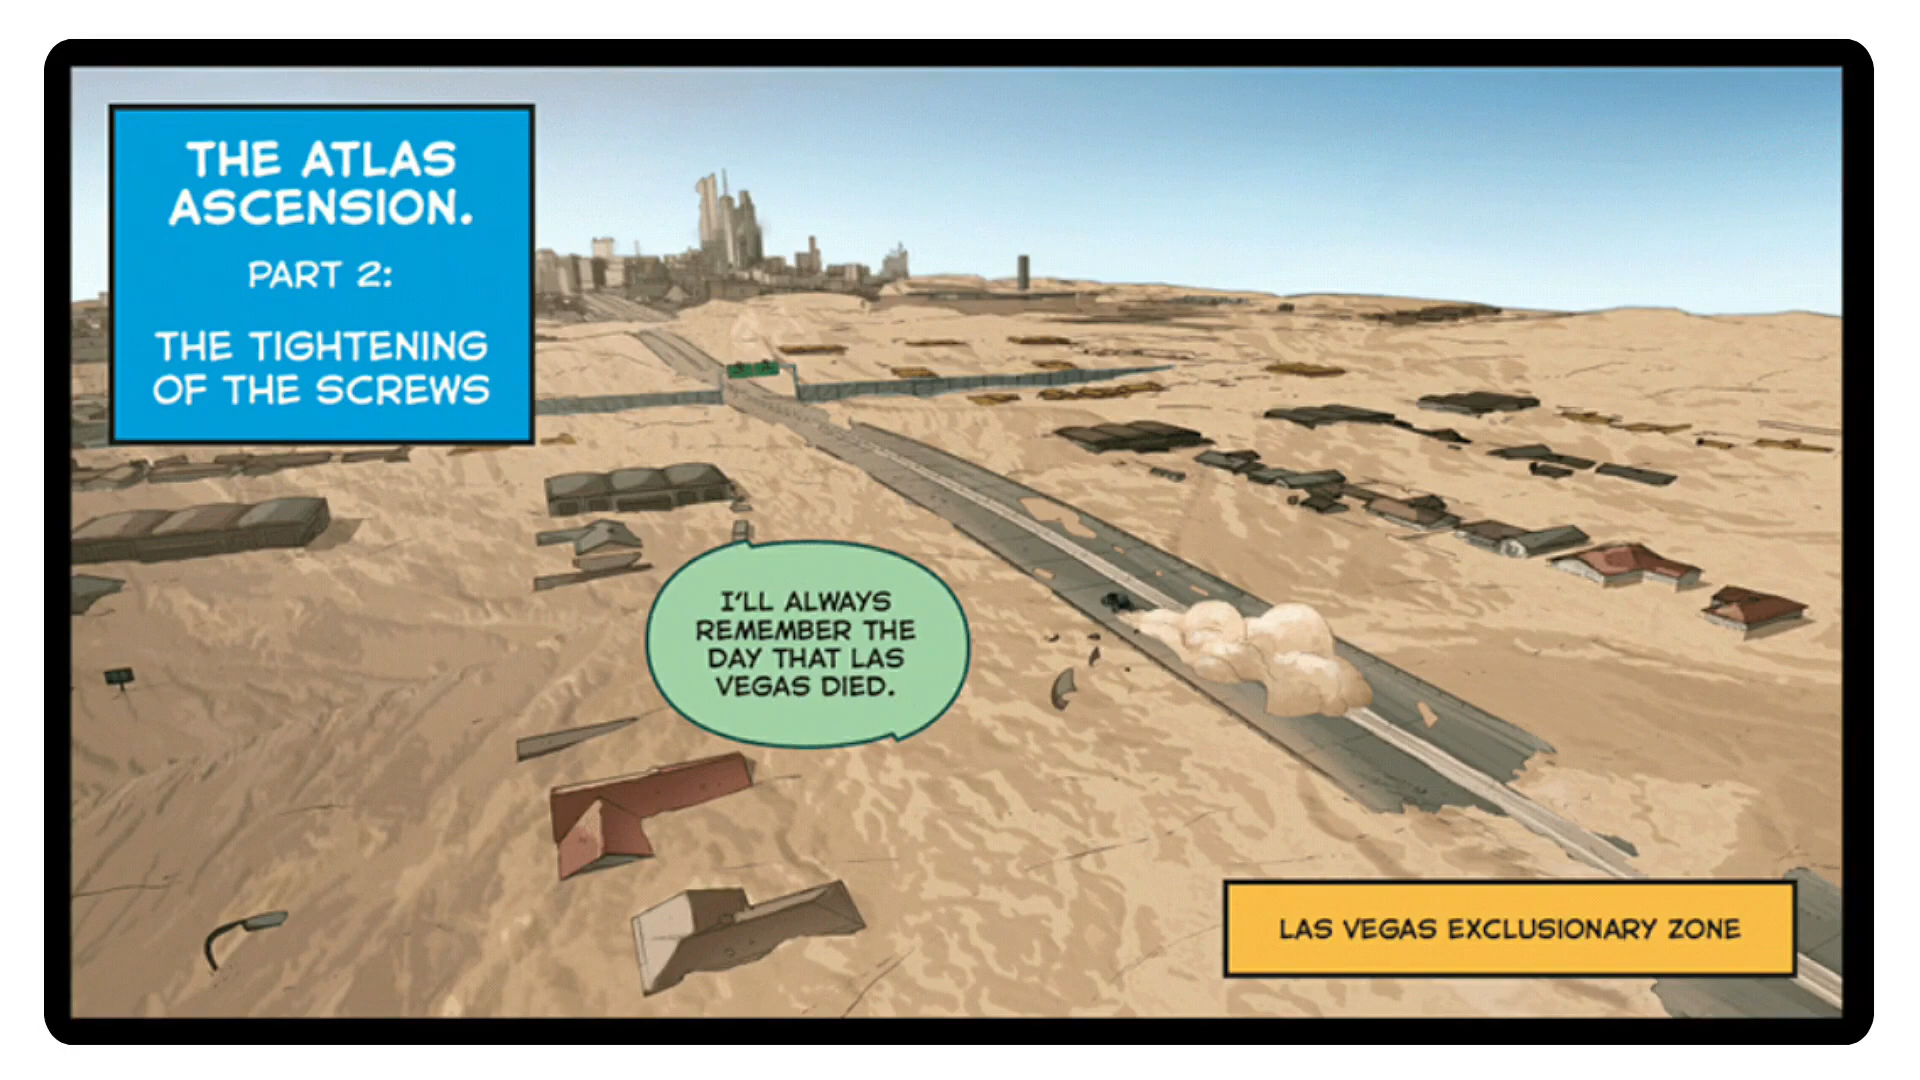 THE ATLAS
ASCENSION.
PART 2:
THE TIGHTENING
OF THE SCREWS
I'LL ALWAYS
REMEMBER THE
DAY THAT LAS
VEGAS DIED.
LAS VEGAS EXCLUSIONARY ZONE